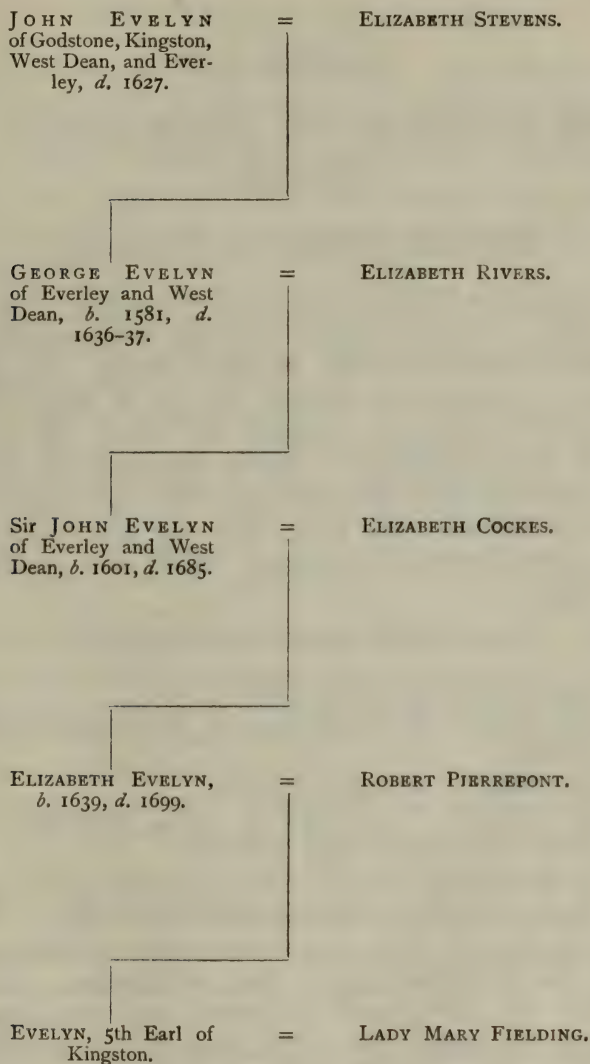 JOHN EVELYN = ELIZABETH STEVENS.
of Godstone, Kingston,
West Dean, and Ever-
ley, d. 1627.
GEORGE EVELYN = ELIZABETH RIVERS.
of Everley and West
Dean, b. 1581, d.
1636-37.
Sir JOHN EVELYN = ELIZABETH COCKES.
of Everley and West
Dean, b. 1601, d. 1685.
ELIZABETH EVELYN, = ROBERT PIERREPONT.
b. 1639, d. 1699.
EVELYN, 5th Earl of = LADY MARY FIELDING.
Kingston.